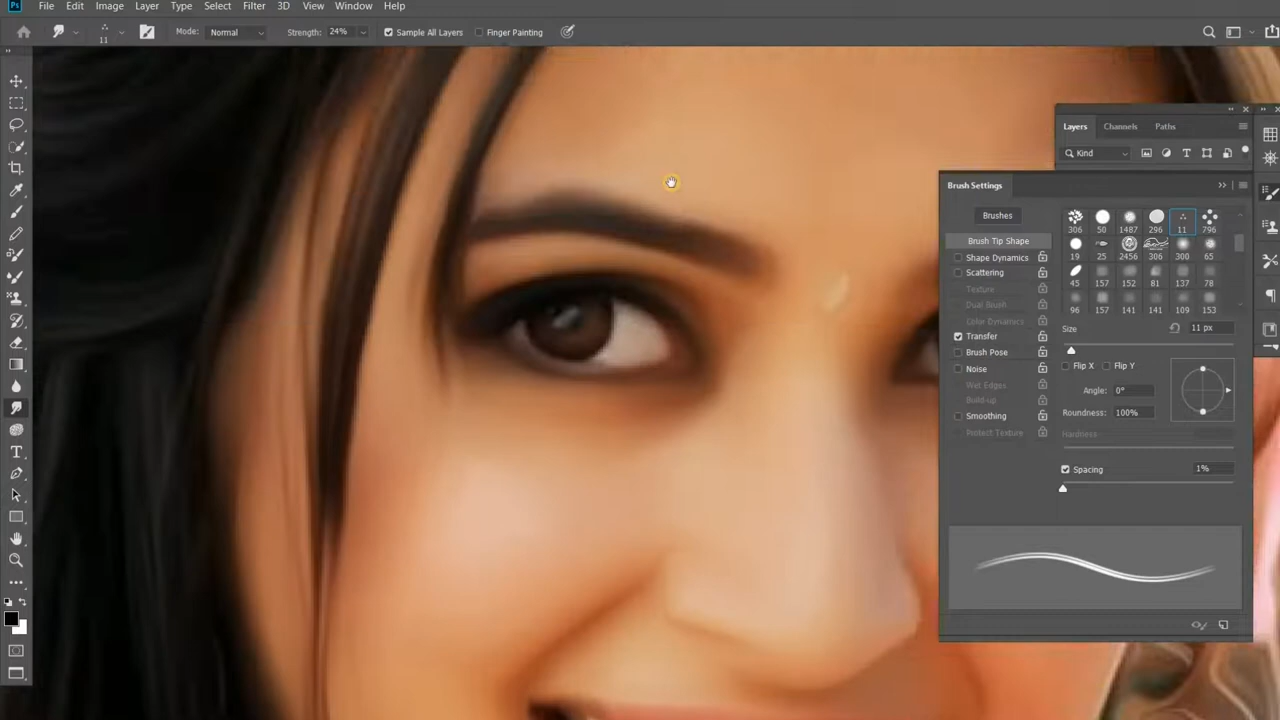 Ps File Edit Image Layer Type Select Filter 3D View Window Help
11 Mode: Normal Strength: 24% Sample All Layers Finger Painting
Layers Channels Paths
Kind
Brush Settings
Brushes
306 50 1487 296 11 796
Brush Tip Shape
19 25 2456 306 300 65
Shape Dynamics
Scattering
45 157 152 81 137 78
Texture
Dual Brush
96 157 141 141 109 153
Color Dynamics
Size 11 px
Transfer
Brush Pose
Flip X Flip Y
Noise
Wet Edges
Angle: 0°
Build-up
Roundness: 100%
Smoothing
Protect Texture
Hardness
Spacing 1%